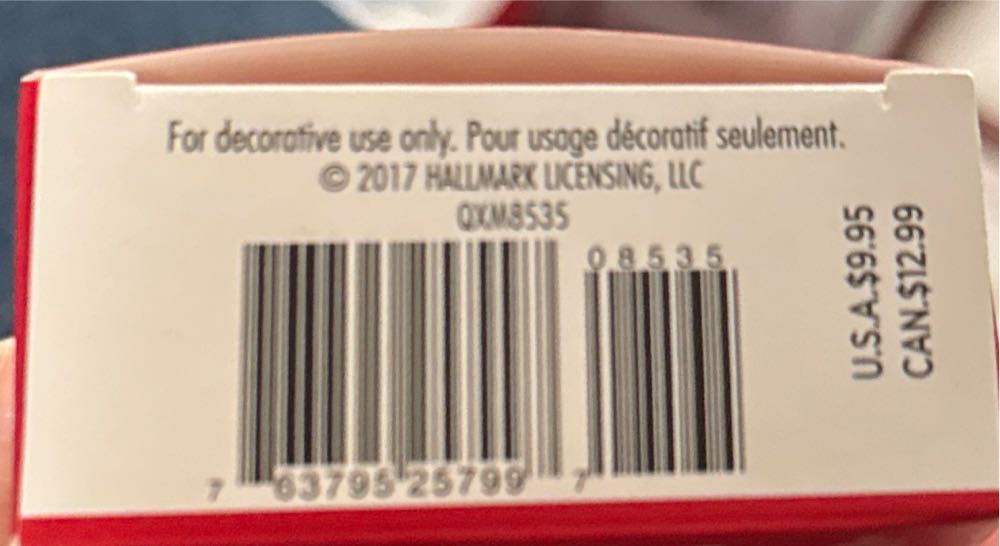 For decorative use only. Pour usage décoratif seulement.
© 2017 HALLMARK LICENSING, LLC
QXM8535
08535
7 63795 25799 7
U.S.A.$9.95
CAN.$12.99